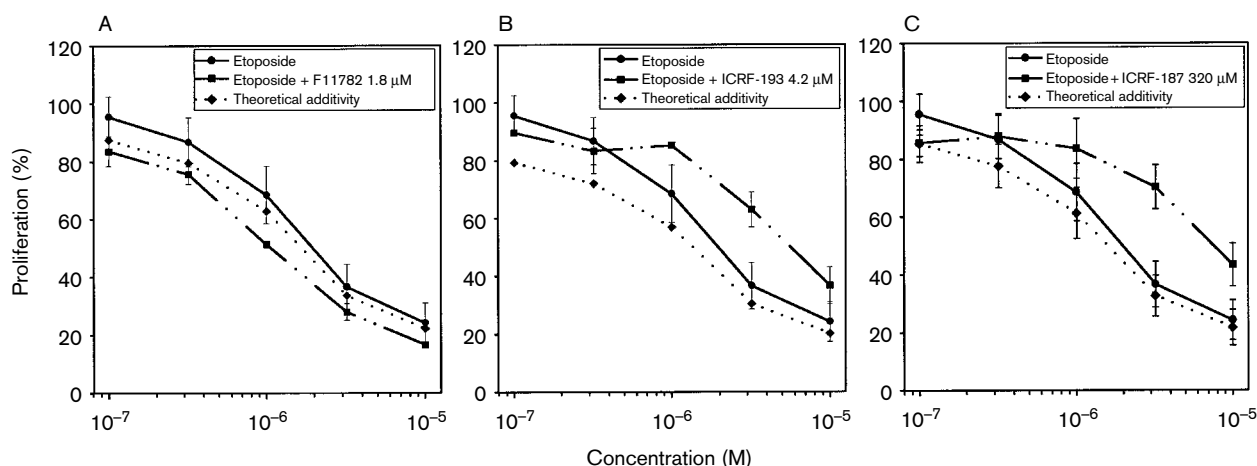 A
120
100
80
60
40
20
0
Proliferation (%)
Etoposide
Etoposide + F11782 1.8 µM
Theoretical additivity
10⁻⁷
10⁻⁶
10⁻⁵
B
120
100
80
60
40
20
0
Etoposide
Etoposide + ICRF-193 4.2 µM
Theoretical additivity
10⁻⁷
10⁻⁶
10⁻⁵
Concentration (M)
C
120
100
80
60
40
20
0
Etoposide
Etoposide + ICRF-187 320 µM
Theoretical additivity
10⁻⁷
10⁻⁶
10⁻⁵